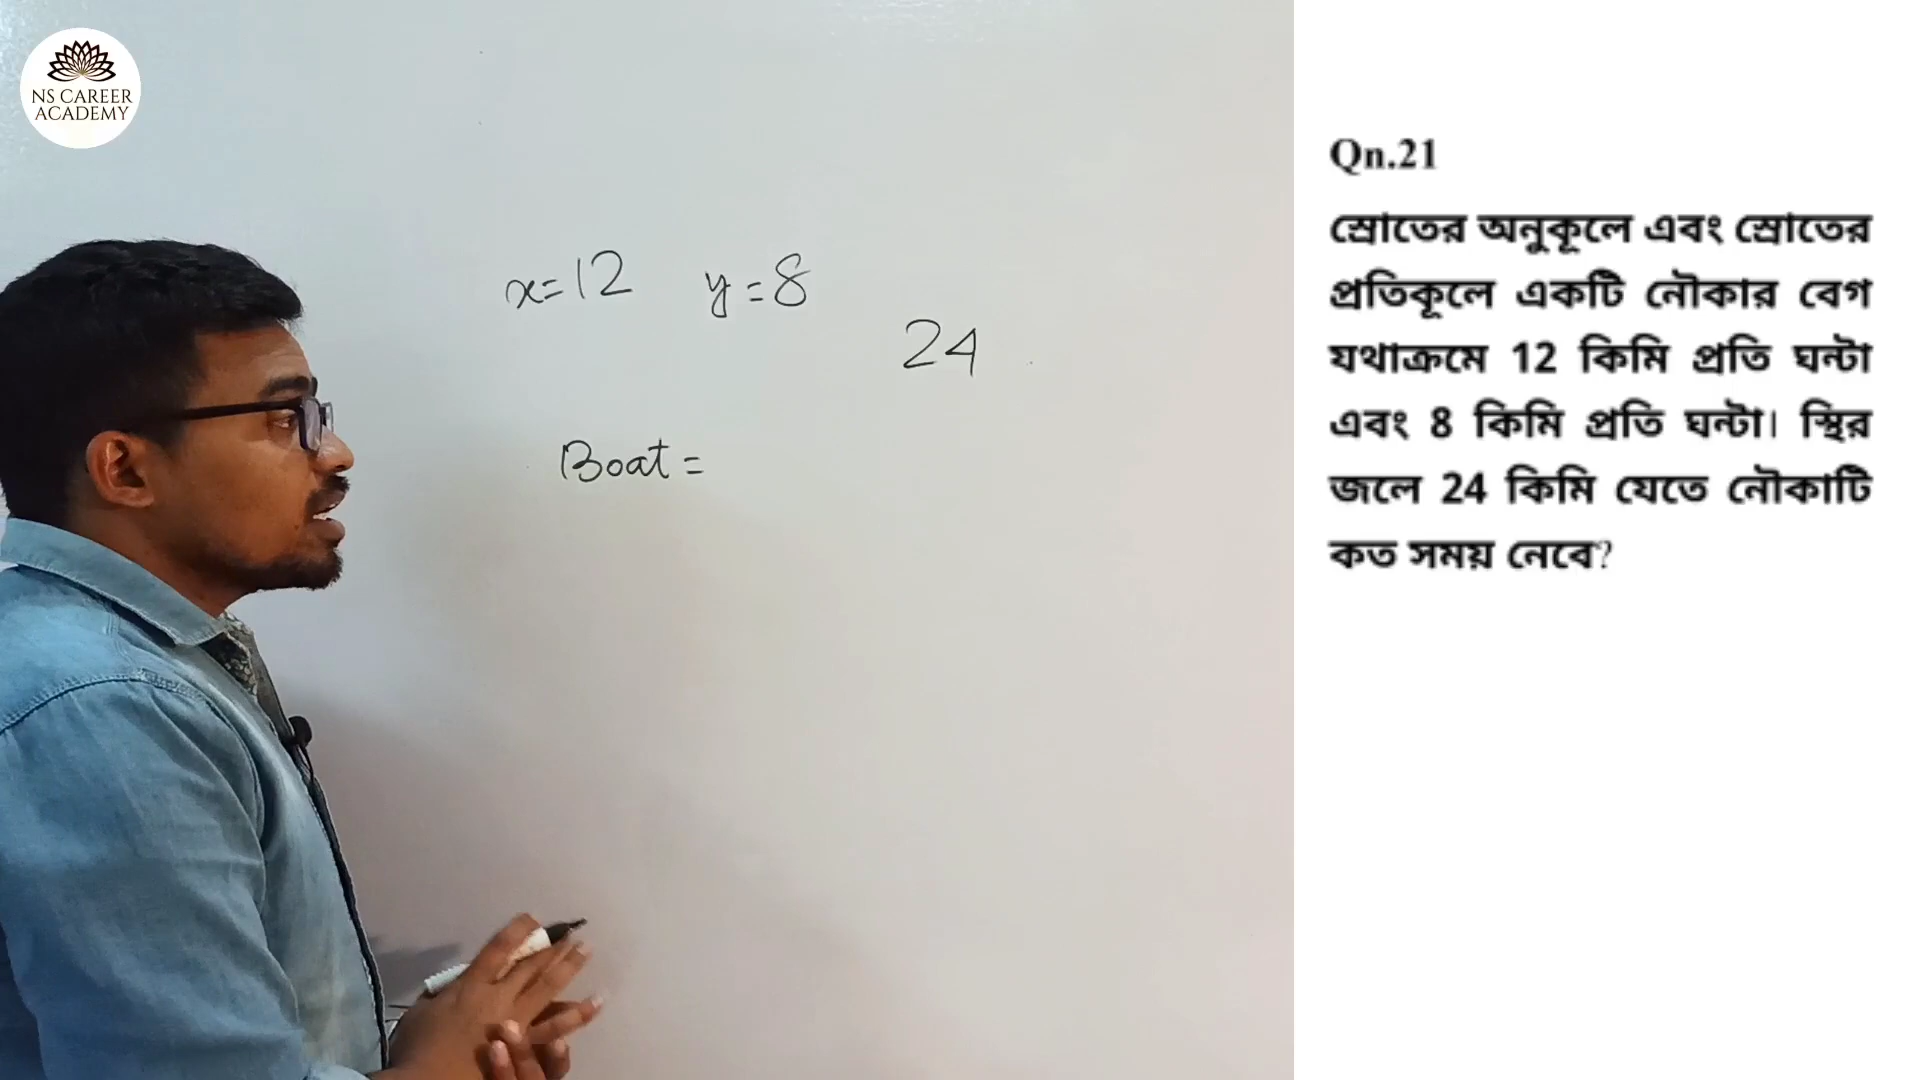 NS CAREER
ACADEMY
x=12 y=8
24
Boat =
Qn.21
স্রোতের অনুকূলে এবং স্রোতের
প্রতিকূলে একটি নৌকার বেগ
যথাক্রমে 12 কিমি প্রতি ঘন্টা
এবং 8 কিমি প্রতি ঘন্টা। স্থির
জলে 24 কিমি যেতে নৌকাটি
কত সময় নেবে?